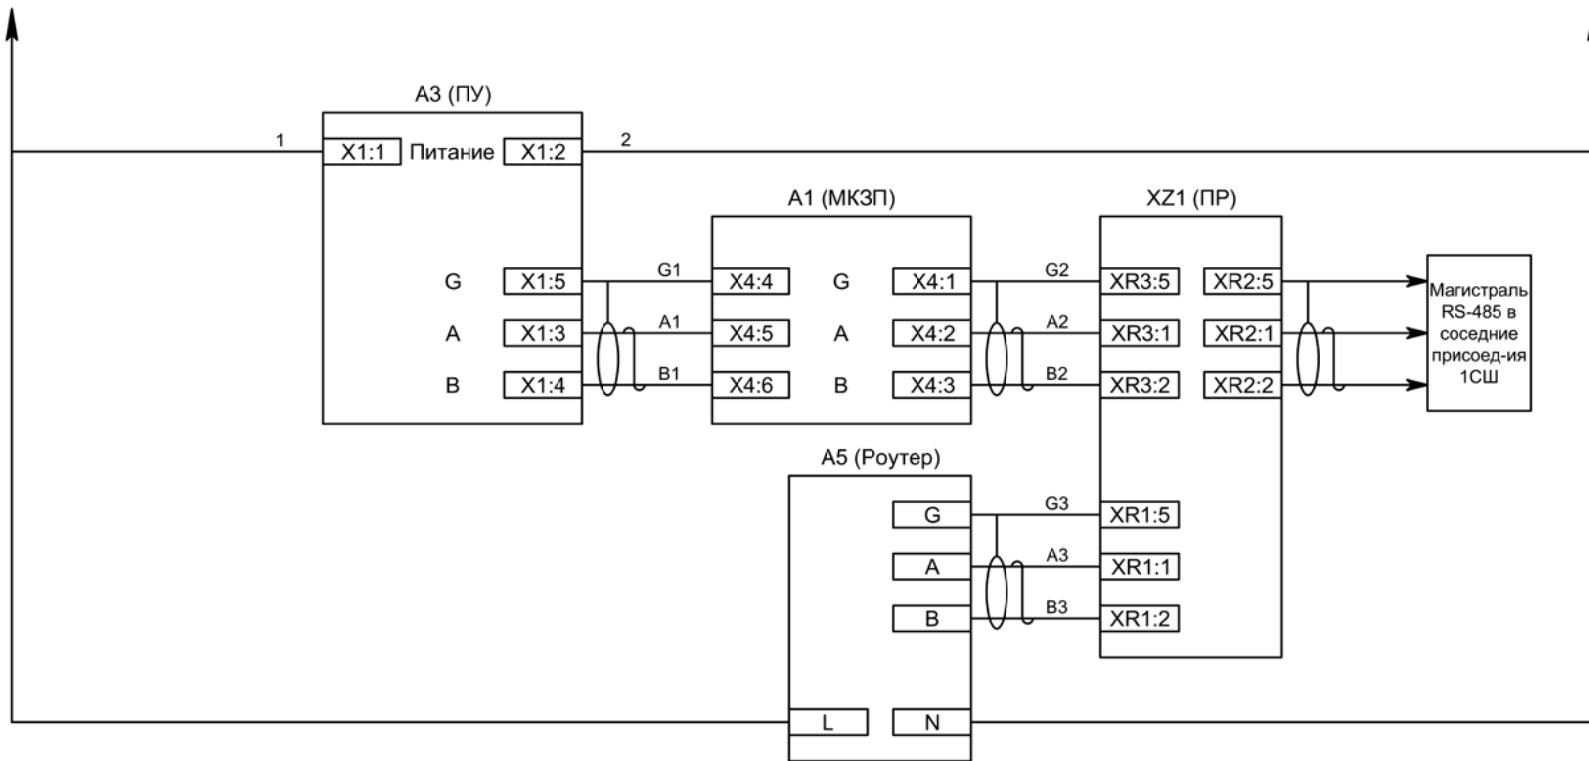 А3 (ПУ)
1
X1:1
Питание
X1:2
2
А1 (МКЗП)
XZ1 (ПР)
G
X1:5
G1
X4:4
G
X4:1
G2
XR3:5
XR2:5
A
X1:3
A1
X4:5
A
X4:2
A2
XR3:1
XR2:1
B
X1:4
B1
X4:6
B
X4:3
B2
XR3:2
XR2:2
Магистраль
RS-485 в
соседние
присоед-ия
1СШ
А5 (Роутер)
G
G3
XR1:5
A
A3
XR1:1
B
B3
XR1:2
L
N